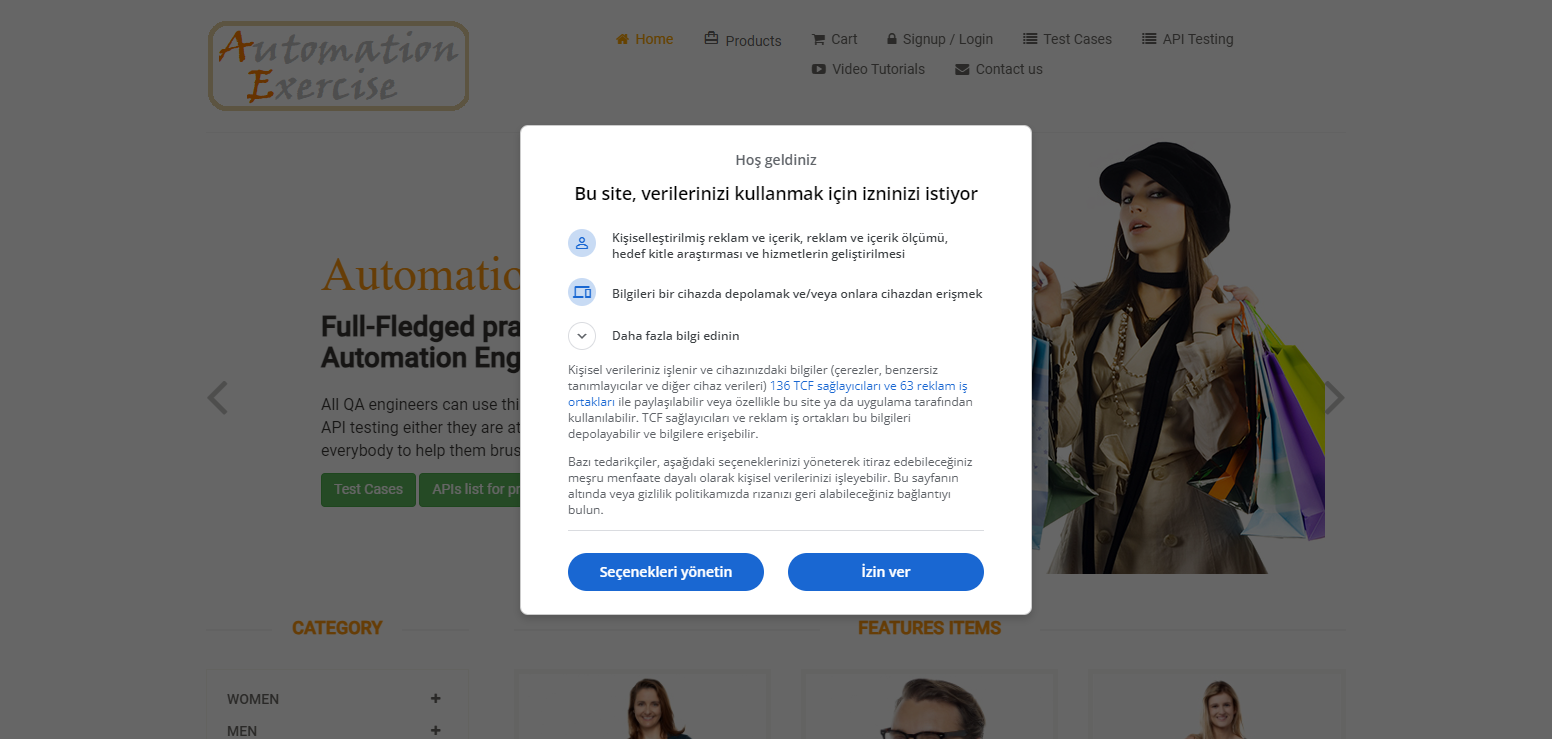 Automation
Exercise
Home
Products
Cart
Signup / Login
Test Cases
API Testing
Video Tutorials
Contact us
Hoş geldiniz
Bu site, verilerinizi kullanmak için izninizi istiyor
Kişiselleştirilmiş reklam ve içerik, reklam ve içerik ölçümü,
hedef kitle araştırması ve hizmetlerin geliştirilmesi
Bilgileri bir cihazda depolamak ve/veya onlara cihazdan erişmek
Daha fazla bilgi edinin
Kişisel verileriniz işlenir ve cihazınızdaki bilgiler (çerezler, benzersiz
tanımlayıcılar ve diğer cihaz verileri) 136 TCF sağlayıcıları ve 63 reklam iş
ortakları ile paylaşılabilir veya özellikle bu site ya da uygulama tarafından
kullanılabilir. TCF sağlayıcıları ve reklam iş ortakları bu bilgileri
depolayabilir ve bilgilere erişebilir.
Bazı tedarikçiler, aşağıdaki seçeneklerinizi yöneterek itiraz edebileceğiniz
meşru menfaate dayalı olarak kişisel verilerinizi işleyebilir. Bu sayfanın
altında veya gizlilik politikamızda rızanızı geri alabileceğiniz bağlantıyı
bulun.
Seçenekleri yönetin
İzin ver
Automatio
Full-Fledged pra
Automation Eng
All QA engineers can use thi
API testing either they are at
everybody to help them brus
Test Cases
APIs list for pr
CATEGORY
WOMEN
MEN
FEATURES ITEMS